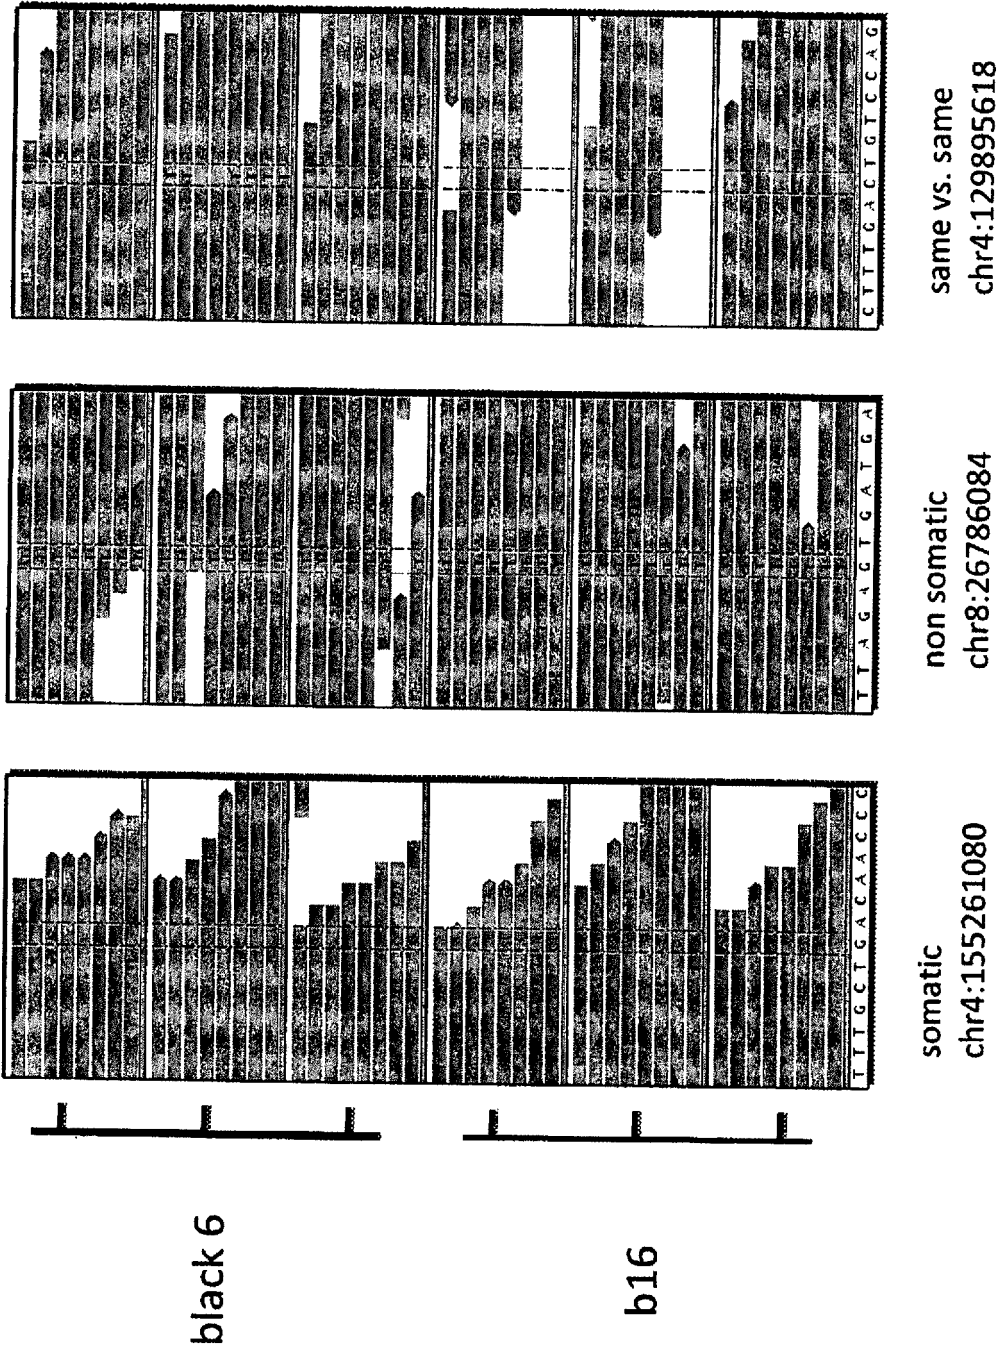 black 6
b16
T T T G C T G A C A A C C
T T A G A G T G A T G A
C T T T G A C T G T C C A G
somatic
chr4:155261080
non somatic
chr8:26786084
same vs. same
chr4:129895618